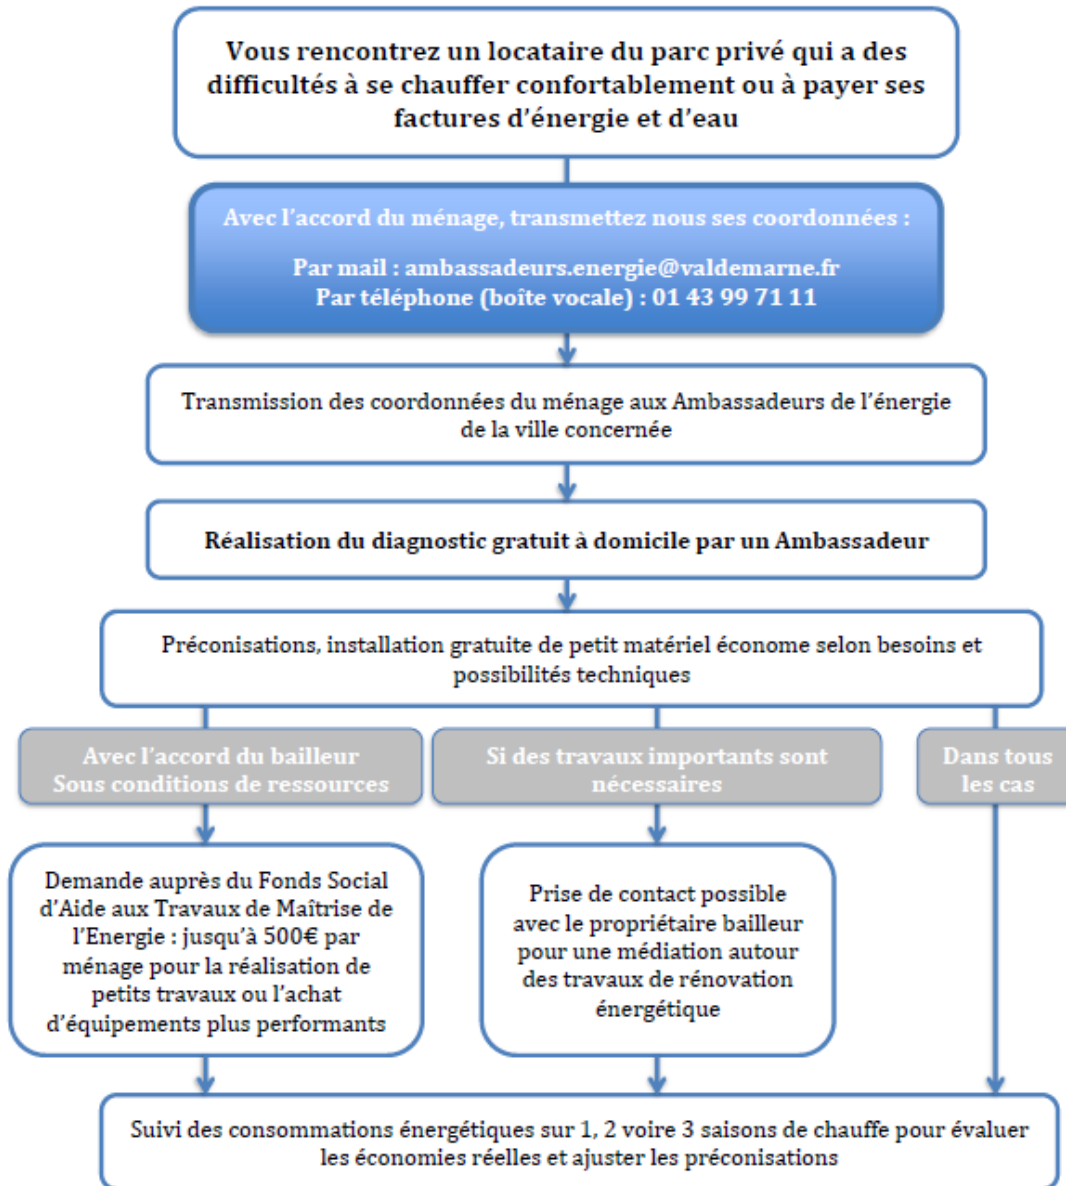 Vous rencontrez un locataire du parc privé qui a des
difficultés à se chauffer confortablement ou à payer ses
factures d'énergie et d'eau
Avec l'accord du ménage, transmettez nous ses coordonnées :
Par mail : ambassadeurs.energie@valdemarne.fr
Par téléphone (boîte vocale) : 01 43 99 71 11
Transmission des coordonnées du ménage aux Ambassadeurs de l'énergie
de la ville concernée
Réalisation du diagnostic gratuit à domicile par un Ambassadeur
Préconisations, installation gratuite de petit matériel économe selon besoins et
possibilités techniques
Avec l'accord du bailleur
Sous conditions de ressources
Si des travaux importants sont
nécessaires
Dans tous
les cas
Demande auprès du Fonds Social
d'Aide aux Travaux de Maîtrise de
l'Energie : jusqu'à 500€ par
ménage pour la réalisation de
petits travaux ou l'achat
d'équipements plus performants
Prise de contact possible
avec le propriétaire bailleur
pour une médiation autour
des travaux de rénovation
énergétique
Suivi des consommations énergétiques sur 1, 2 voire 3 saisons de chauffe pour évaluer
les économies réelles et ajuster les préconisations